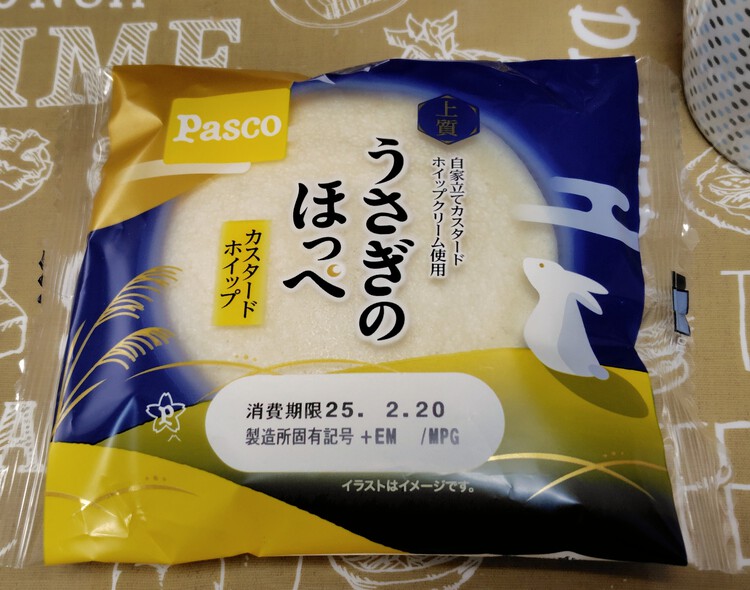 Pasco
上質
自家立てカスタード
ホイップクリーム使用
うさぎの
ほっぺ
カスタード
ホイップ
消費期限25. 2.20
製造所固有記号 +EM /MPG
イラストはイメージです。